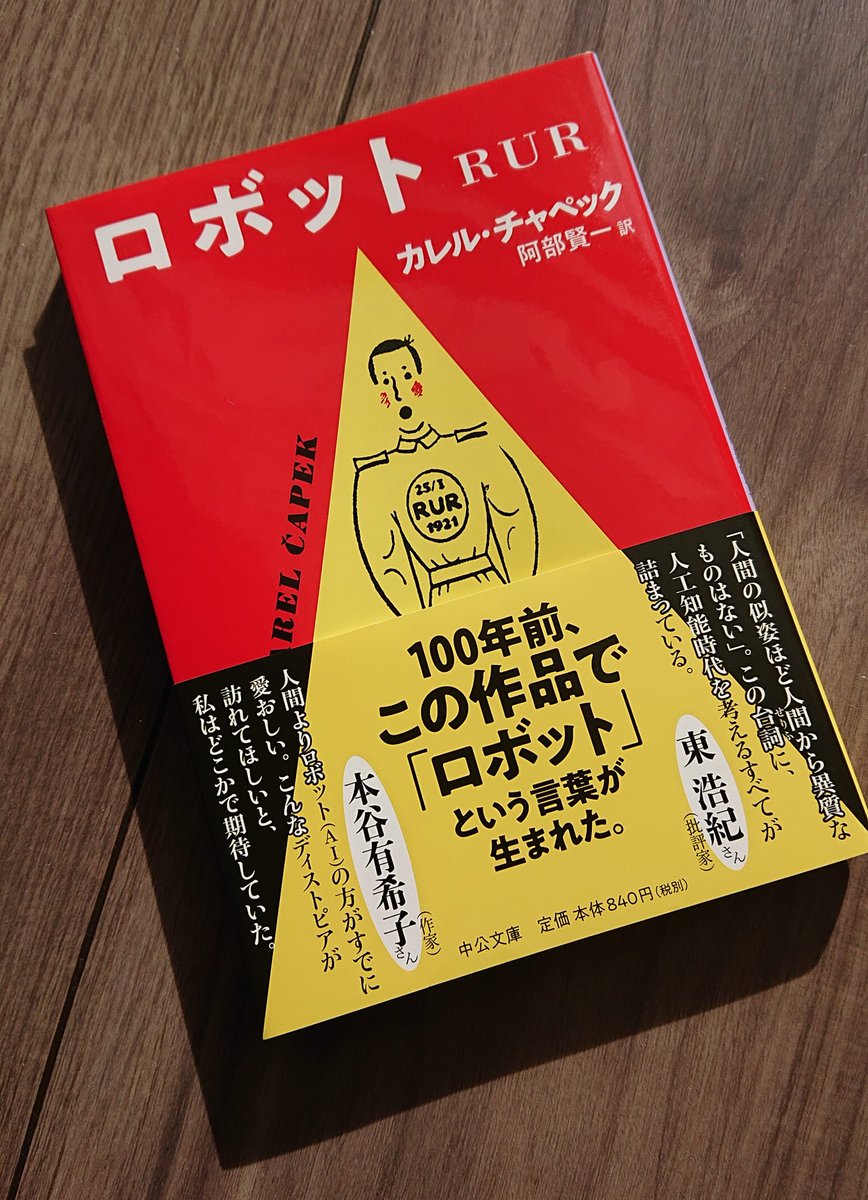 ロボット RUR
カレル・チャペック
阿部賢一 訳
AREL ČAPEK
25/I
RUR
1921
100年前、
この作品で
「ロボット」
という言葉が
生まれた。
「人間の似姿ほど人間から異質な
ものはない」。この台詞に、
せりふ
人工知能時代を考えるすべてが
詰まっている。
東 浩紀さん
(批評家)
人間よりロボット(AI)の方がすでに
愛おしい。こんなディストピアが
訪れてほしいと、
私はどこかで期待していた。
本谷有希子さん
(作家)
中公文庫 定価 本体840円(税別)